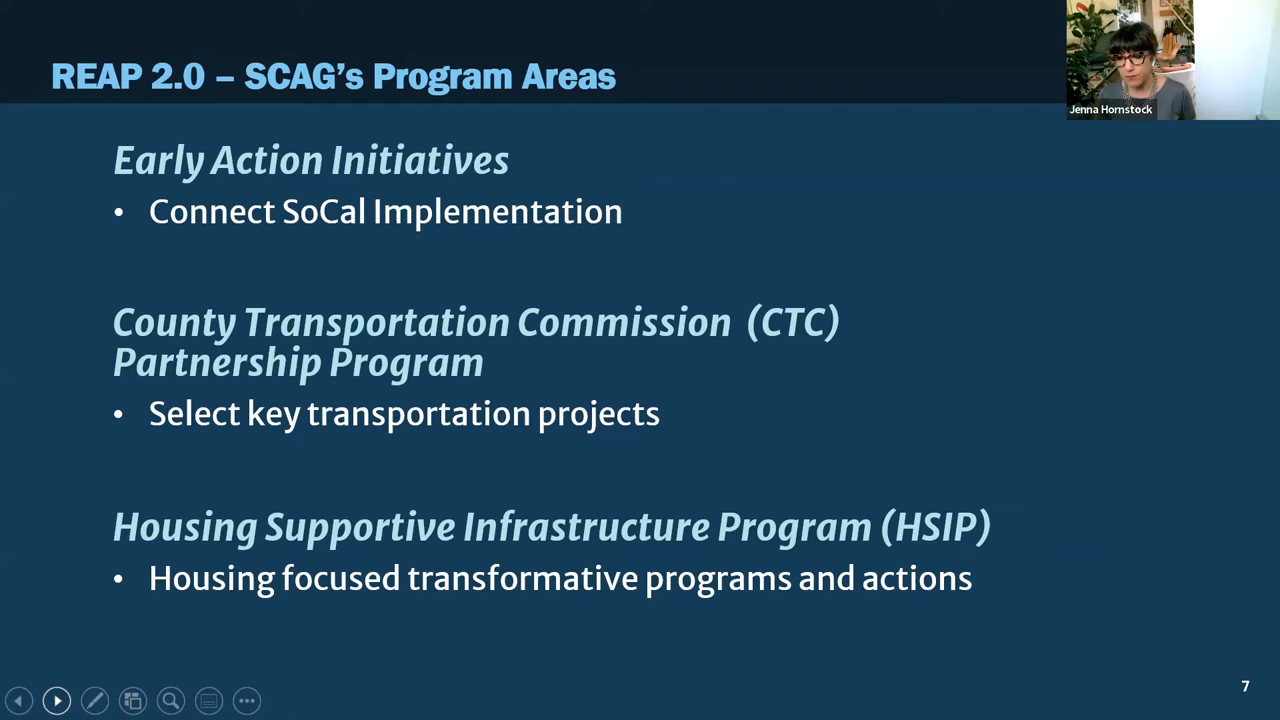 REAP 2.0 – SCAG's Program Areas
Jenna Hornstock
Early Action Initiatives
• Connect SoCal Implementation
County Transportation Commission (CTC)
Partnership Program
• Select key transportation projects
Housing Supportive Infrastructure Program (HSIP)
• Housing focused transformative programs and actions
7